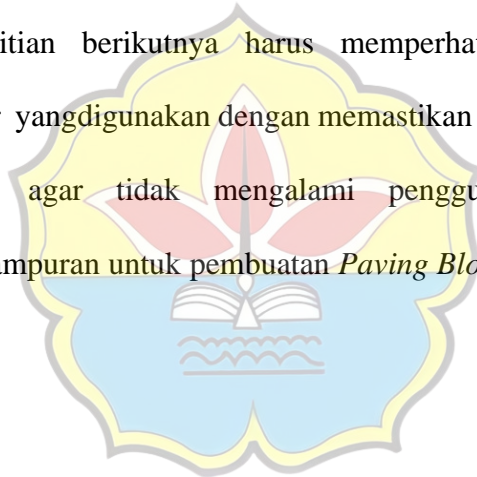 itian berikutnya harus memperhat
yangdigunakan dengan memastikan
agar tidak mengalami penggu
ampuran untuk pembuatan Paving Blo